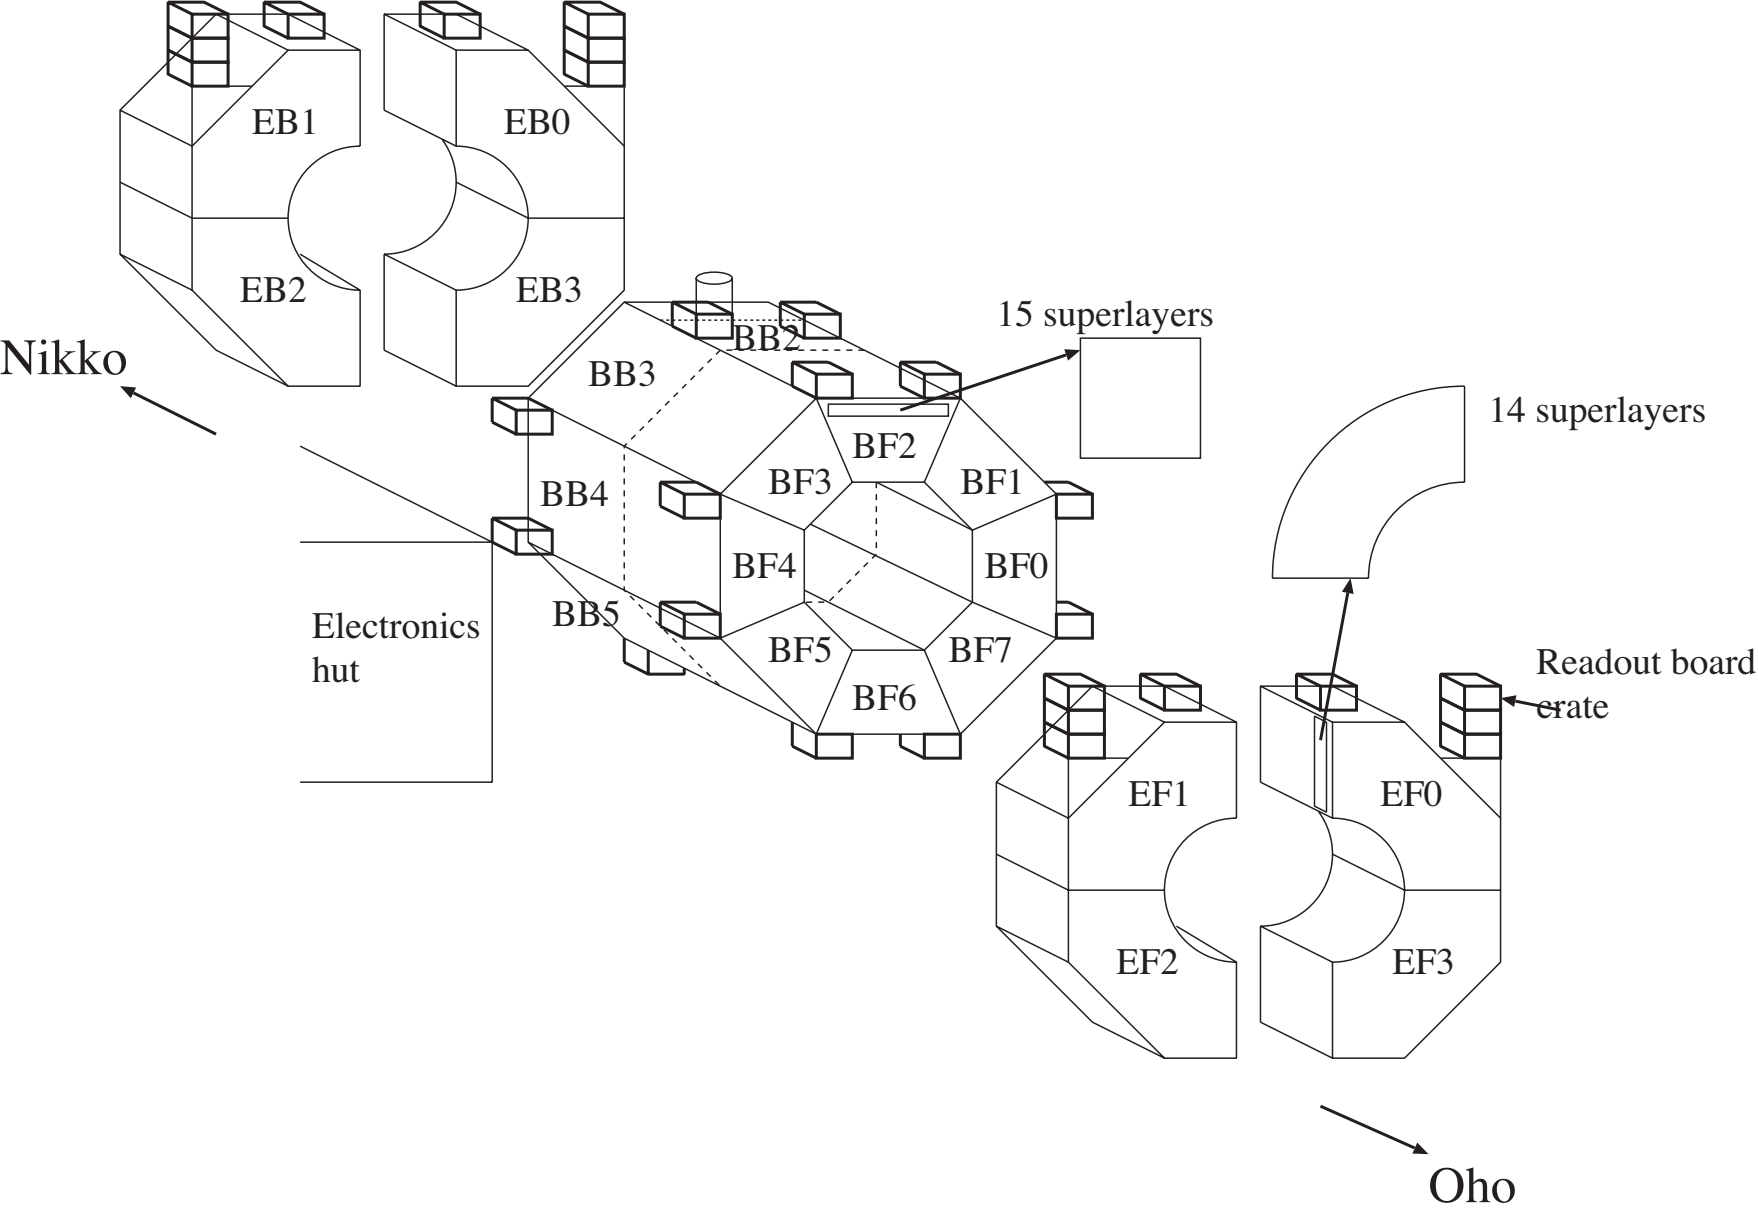 EB1
EB0
EB2
EB3
Nikko
BB2
BB3
15 superlayers
14 superlayers
BF2
BF3
BF1
BB4
BF4
BF0
BB5
Electronics
hut
BF5
BF7
BF6
Readout board
crate
EF1
EF0
EF2
EF3
Oho